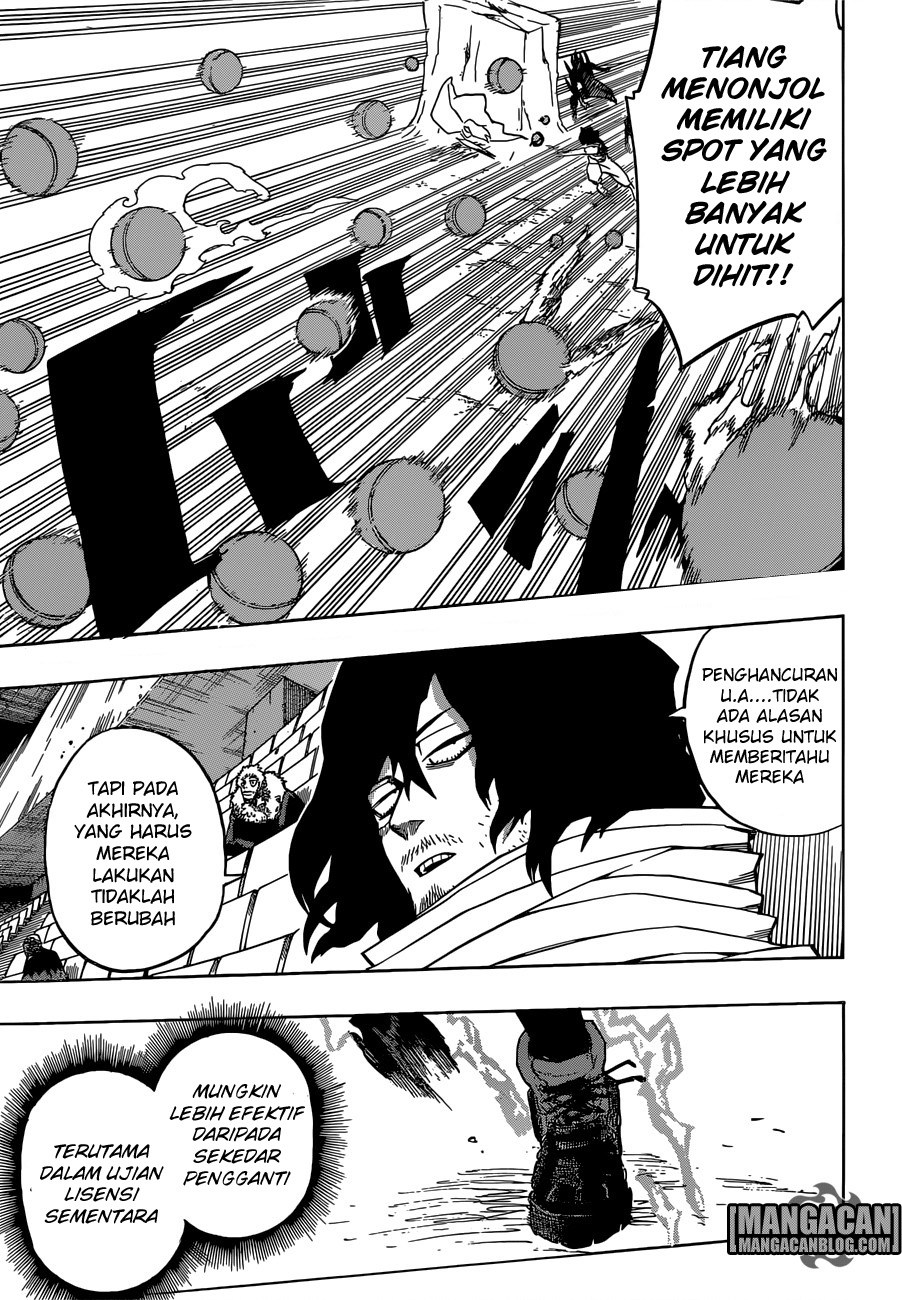 TIANG
MENONJOL
MEMILIKI
SPOT YANG
LEBIH
BANYAK
UNTUK
DIHIT!!
PENGHANCURAN
U.A....TIDAK
ADA ALASAN
KHUSUS UNTUK
MEMBERITAHU
MEREKA
TAPI PADA
AKHIRNYA,
YANG HARUS
MEREKA
LAKUKAN
TIDAKLAH
BERUBAH
MUNGKIN
LEBIH EFEKTIF
DARIPADA
SEKEDAR
PENGGANTI
TERUTAMA
DALAM UJIAN
LISENSI
SEMENTARA
[MANGACAN]
MANGACANBLOG.COM